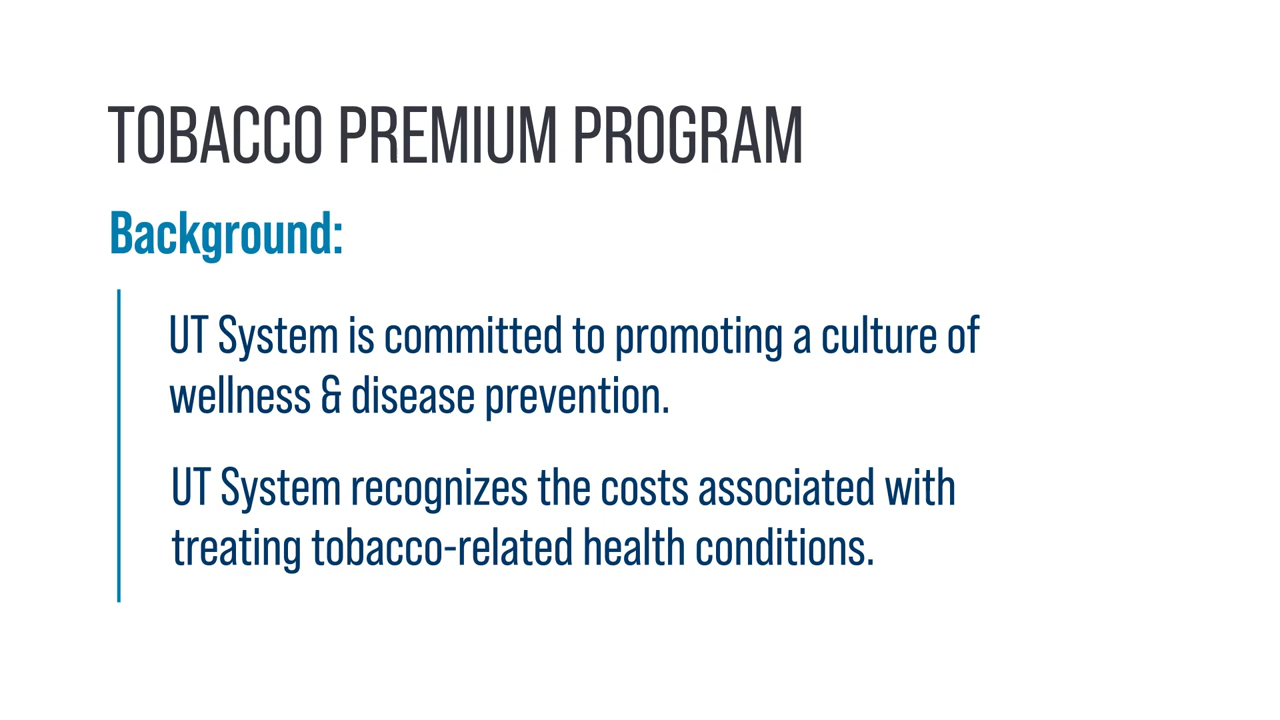 TOBACCO PREMIUM PROGRAM
Background:
UT System is committed to promoting a culture of
wellness & disease prevention.
UT System recognizes the costs associated with
treating tobacco-related health conditions.